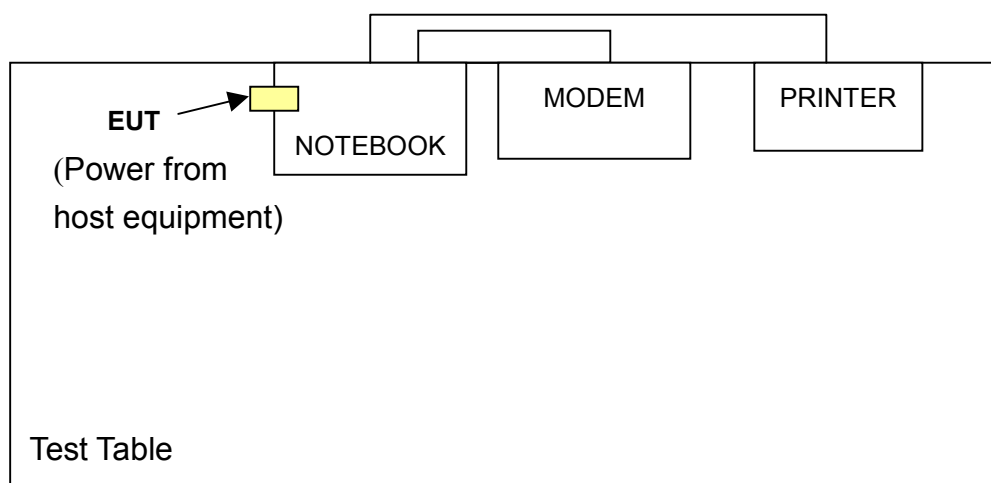 MODEM
PRINTER
EUT
NOTEBOOK
(Power from
host equipment)
Test Table